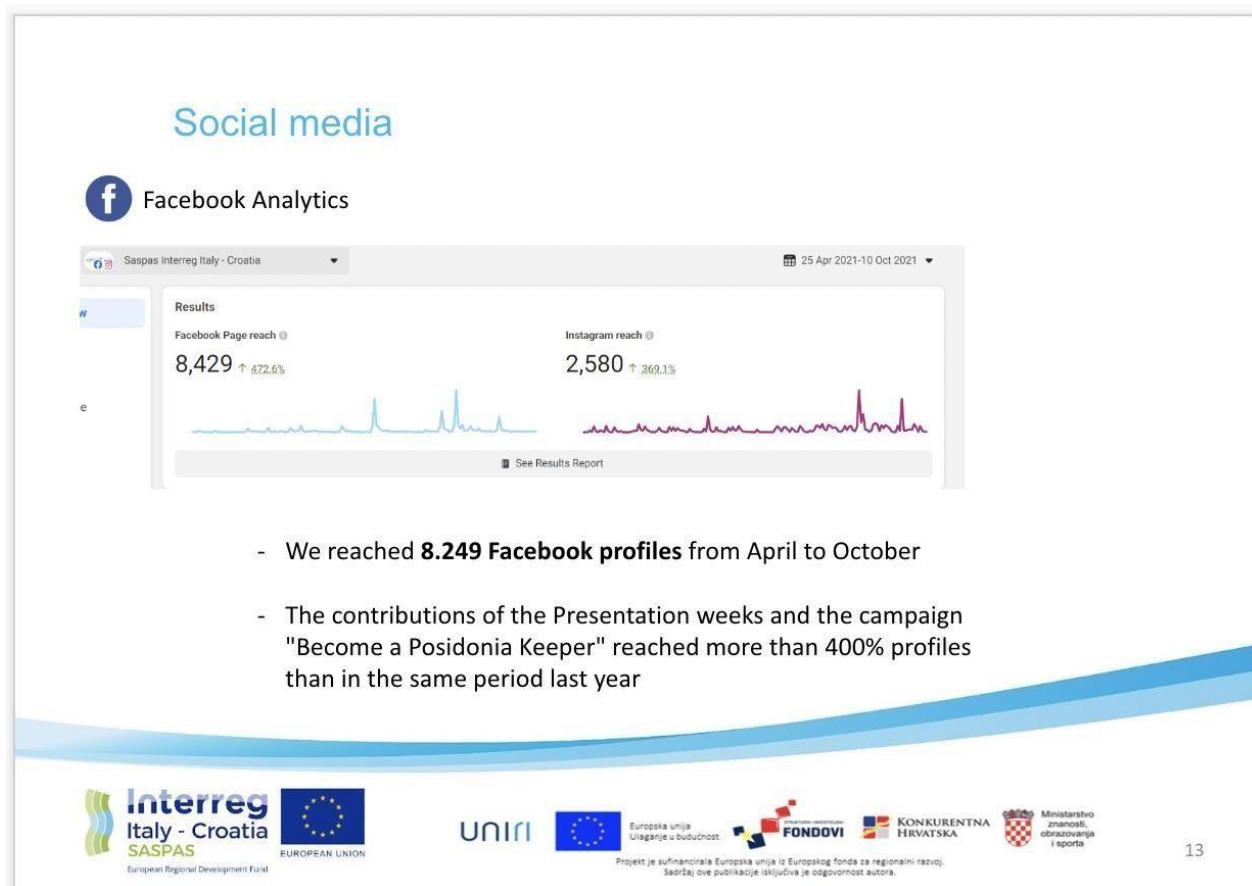 Social media
Facebook Analytics
Saspas Interreg Italy - Croatia
25 Apr 2021-10 Oct 2021
w
Results
Facebook Page reach
Instagram reach
8,429 ↑ 472.6%
2,580 ↑ 369.1%
e
See Results Report
- We reached 8.249 Facebook profiles from April to October
- The contributions of the Presentation weeks and the campaign
"Become a Posidonia Keeper" reached more than 400% profiles
than in the same period last year
Interreg
Italy - Croatia
SASPAS
European Regional Development Fund
EUROPEAN UNION
UNIRI
Europska unija
Ulaganje u budućnost
FONDOVI
KONKURENTNA
HRVATSKA
Ministarstvo
znanosti,
obrazovanja
i sporta
Projekt je sufinancirala Europska unija iz Europskog fonda za regionalni razvoj.
Sadržaj ove publikacije isključiva je odgovornost autora.
13